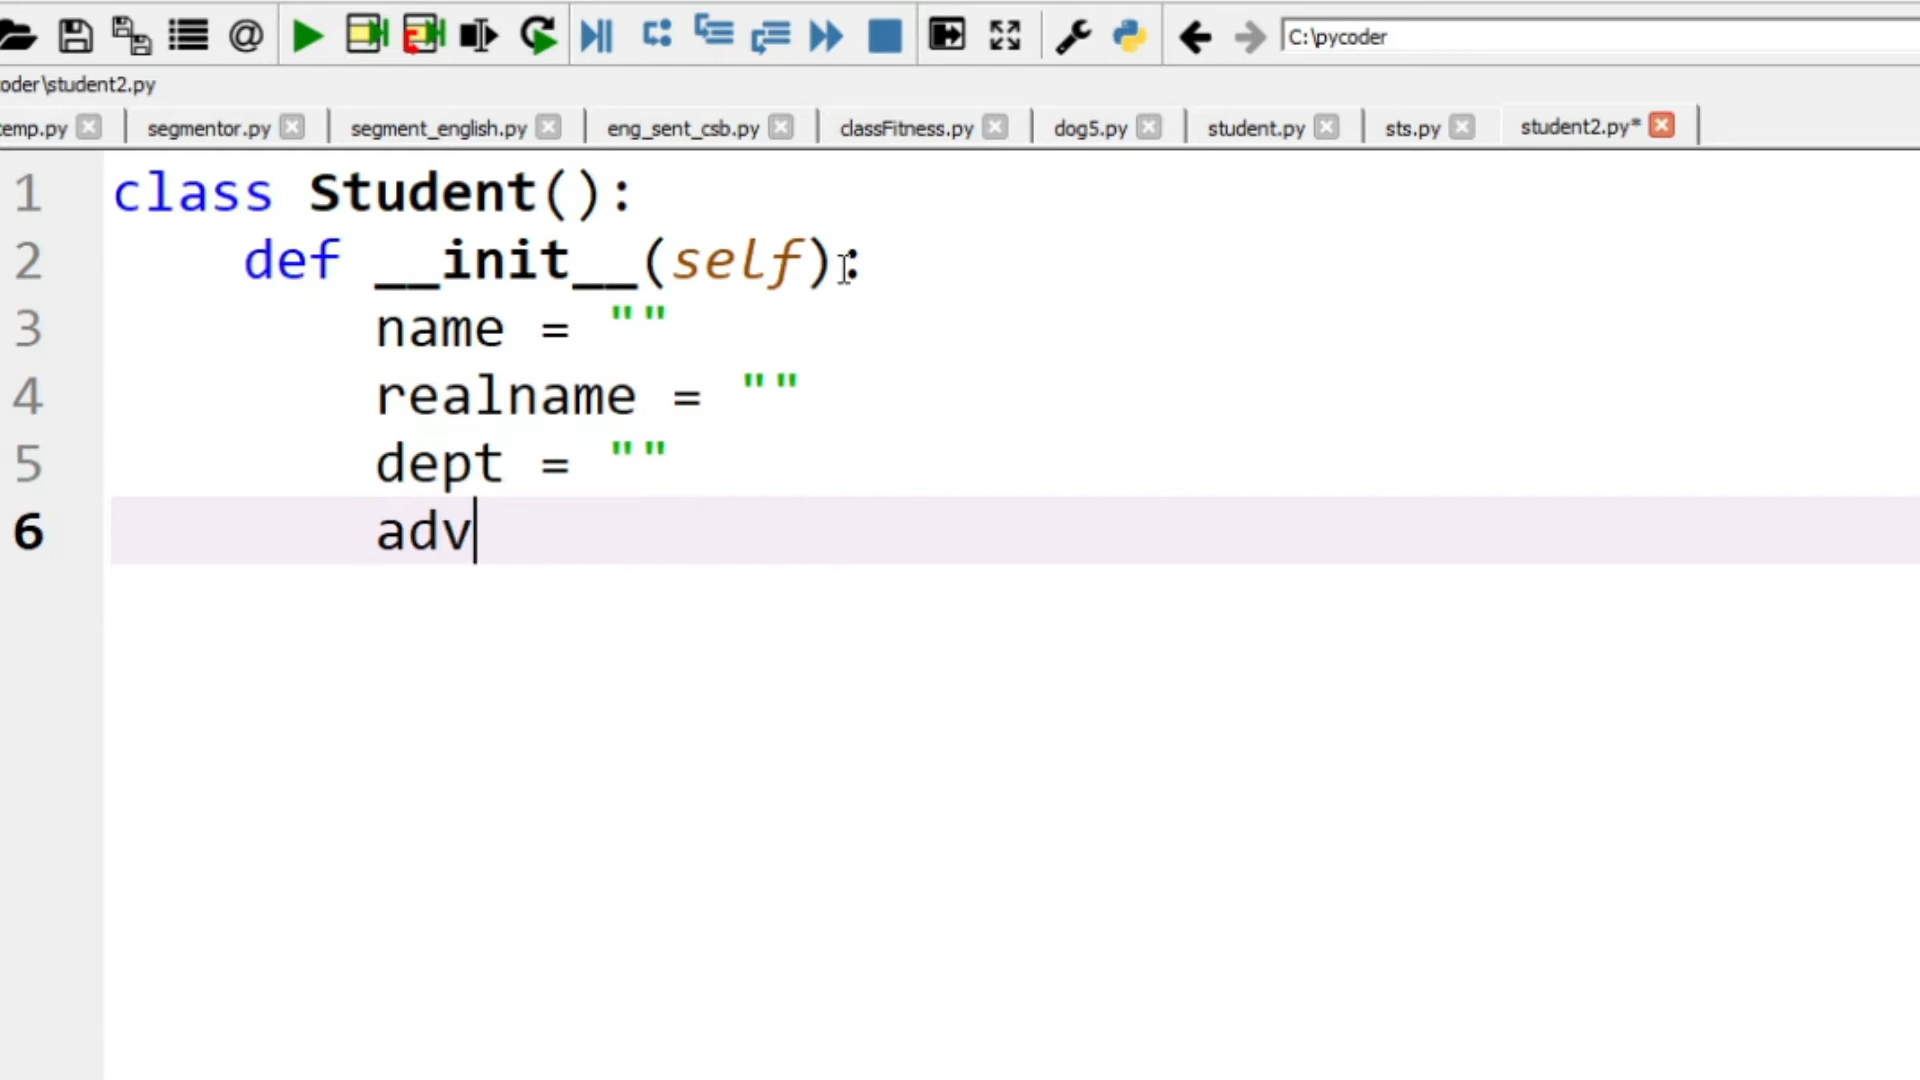 @
C:\pycoder
oder\student2.py
temp.py
segmentor.py
segment_english.py
eng_sent_csb.py
classFitness.py
dog5.py
student.py
sts.py
student2.py*
1 class Student():
2 def __init__(self):
3 name = ""
4 realname = ""
5 dept = ""
6 adv